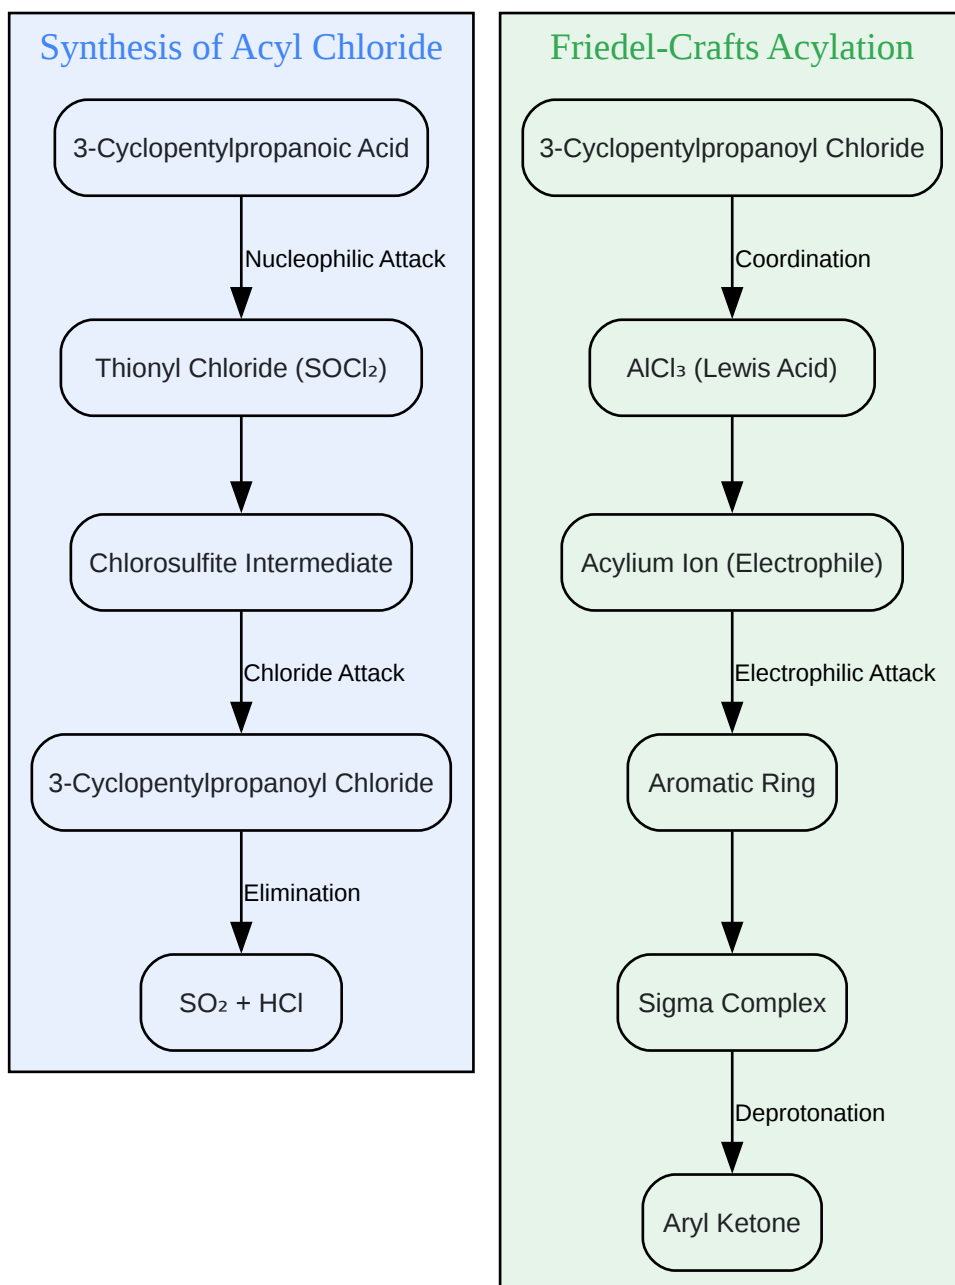 Synthesis of Acyl Chloride
3-Cyclopentylpropanoic Acid
Nucleophilic Attack
Thionyl Chloride (SOCl₂)
Chlorosulfite Intermediate
Chloride Attack
3-Cyclopentylpropanoyl Chloride
Elimination
SO₂ + HCl
Friedel-Crafts Acylation
3-Cyclopentylpropanoyl Chloride
Coordination
AlCl₃ (Lewis Acid)
Acylium Ion (Electrophile)
Electrophilic Attack
Aromatic Ring
Sigma Complex
Deprotonation
Aryl Ketone